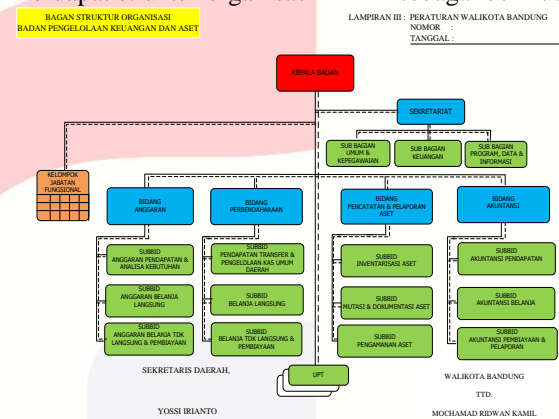 BAGAN STRUKTUR ORGANISASI
BADAN PENGELOLAAN KEUANGAN DAN ASET
LAMPIRAN III : PERATURAN WALIKOTA BANDUNG
NOMOR :
TANGGAL :
KEPALA BADAN
SEKRETARIAT
SUB BAGIAN
UMUM &
KEPEGAWAIAN
SUB BAGIAN
KEUANGAN
SUB BAGIAN
PROGRAM, DATA &
INFORMASI
KELOMPOK
JABATAN
FUNGSIONAL
BIDANG
ANGGARAN
BIDANG
PERBENDAHARAAN
BIDANG
PENCATATAN & PELAPORAN
ASET
BIDANG
AKUNTANSI
SUBBID
ANGGARAN PENDAPATAN &
ANALISA KEBUTUHAN
SUBBID
PENDAPATAN TRANSFER &
PENGELOLAAN KAS UMUM
DAERAH
SUBBID
INVENTARISASI ASET
SUBBID
AKUNTANSI PENDAPATAN
SUBBID
ANGGARAN BELANJA
LANGSUNG
SUBBID
BELANJA LANGSUNG
SUBBID
MUTASI & DOKUMENTASI ASET
SUBBID
AKUNTANSI BELANJA
SUBBID
ANGGARAN BELANJA TDK
LANGSUNG & PEMBIAYAAN
SUBBID
BELANJA TDK LANGSUNG &
PEMBIAYAAN
SUBBID
PENGAMANAN ASET
SUBBID
AKUNTANSI PEMBIAYAAN &
PELAPORAN
UPT
SEKRETARIS DAERAH,
YOSSI IRIANTO
WALIKOTA BANDUNG
TTD.
MOCHAMAD RIDWAN KAMIL